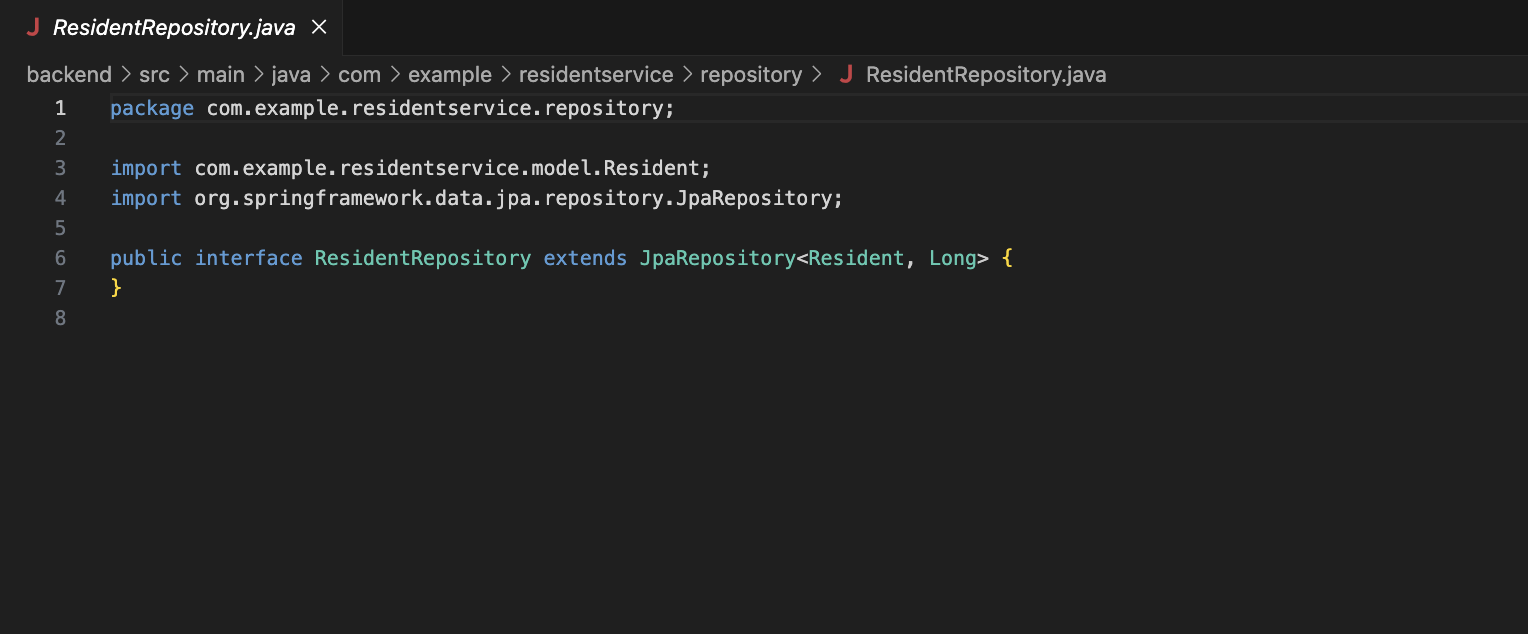 J ResidentRepository.java ×
backend > src > main > java > com > example > residentservice > repository > J ResidentRepository.java
1 package com.example.residentservice.repository;
2
3 import com.example.residentservice.model.Resident;
4 import org.springframework.data.jpa.repository.JpaRepository;
5
6 public interface ResidentRepository extends JpaRepository<Resident, Long> {
7 }
8